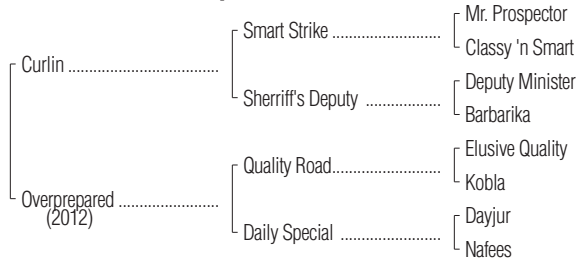 Mr. Prospector
Smart Strike ........................
Classy 'n Smart
Curlin ..................................
Deputy Minister
Sherriff's Deputy .................
Barbarika
Elusive Quality
Quality Road.........................
Kobla
Overprepared .......................
(2012)
Dayjur
Daily Special .......................
Nafees